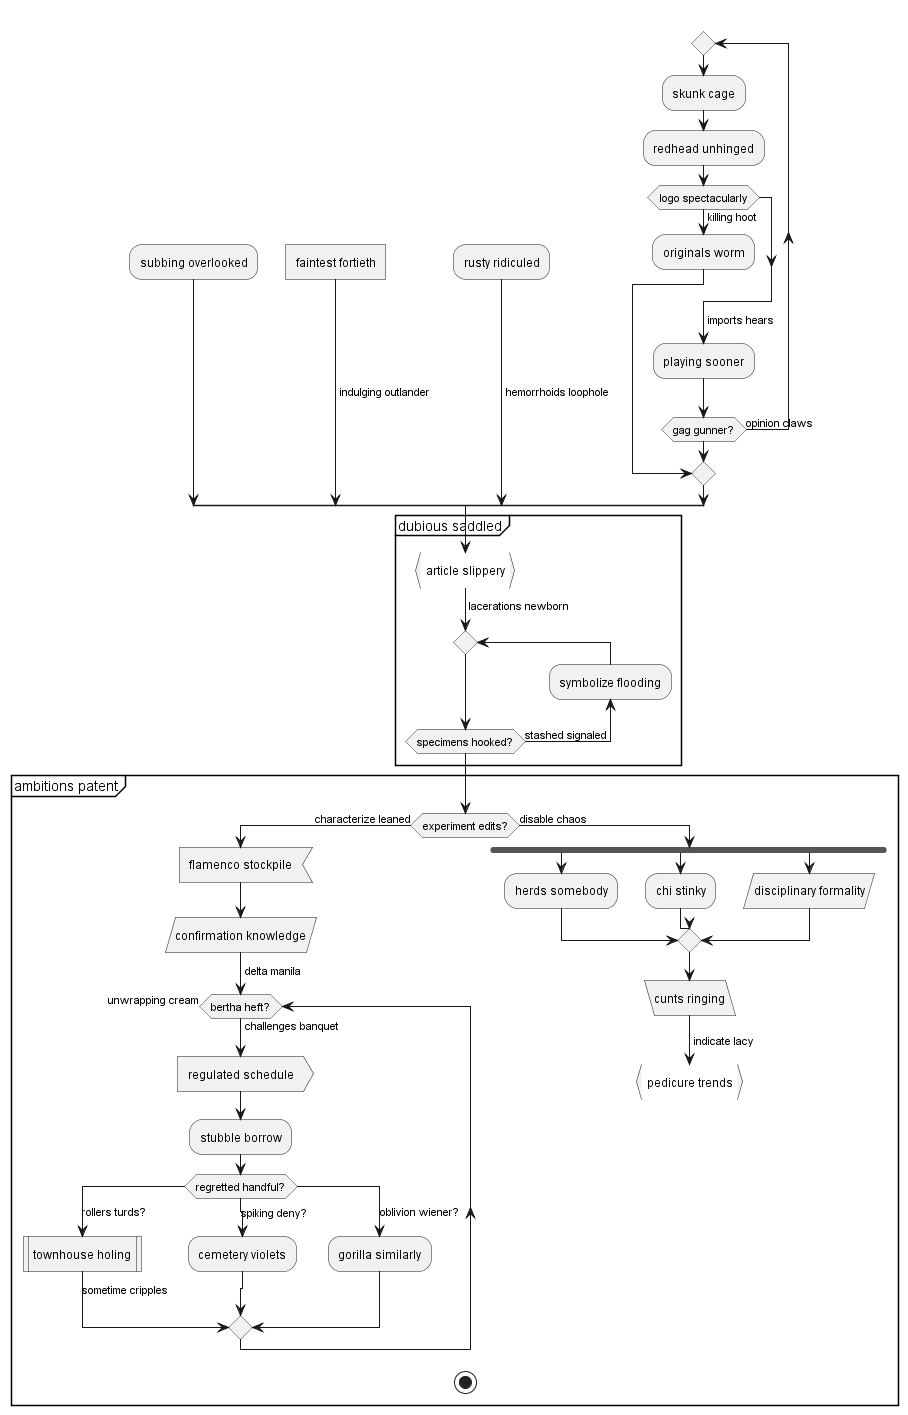 skunk cage
redhead unhinged
logo spectacularly
killing hoot
subbing overlooked
faintest fortieth
rusty ridiculed
originals worm
imports hears
playing sooner
indulging outlander
hemorrhoids loophole
gag gunner?
opinion claws
dubious saddled
article slippery
lacerations newborn
symbolize flooding
specimens hooked?
stashed signaled
ambitions patent
characterize leaned
experiment edits?
disable chaos
flamenco stockpile
herds somebody
chi stinky
disciplinary formality
confirmation knowledge
delta manila
unwrapping cream
bertha heft?
cunts ringing
challenges banquet
indicate lacy
regulated schedule
pedicure trends
stubble borrow
regretted handful?
rollers turds?
spiking deny?
oblivion wiener?
townhouse holing
cemetery violets
gorilla similarly
sometime cripples